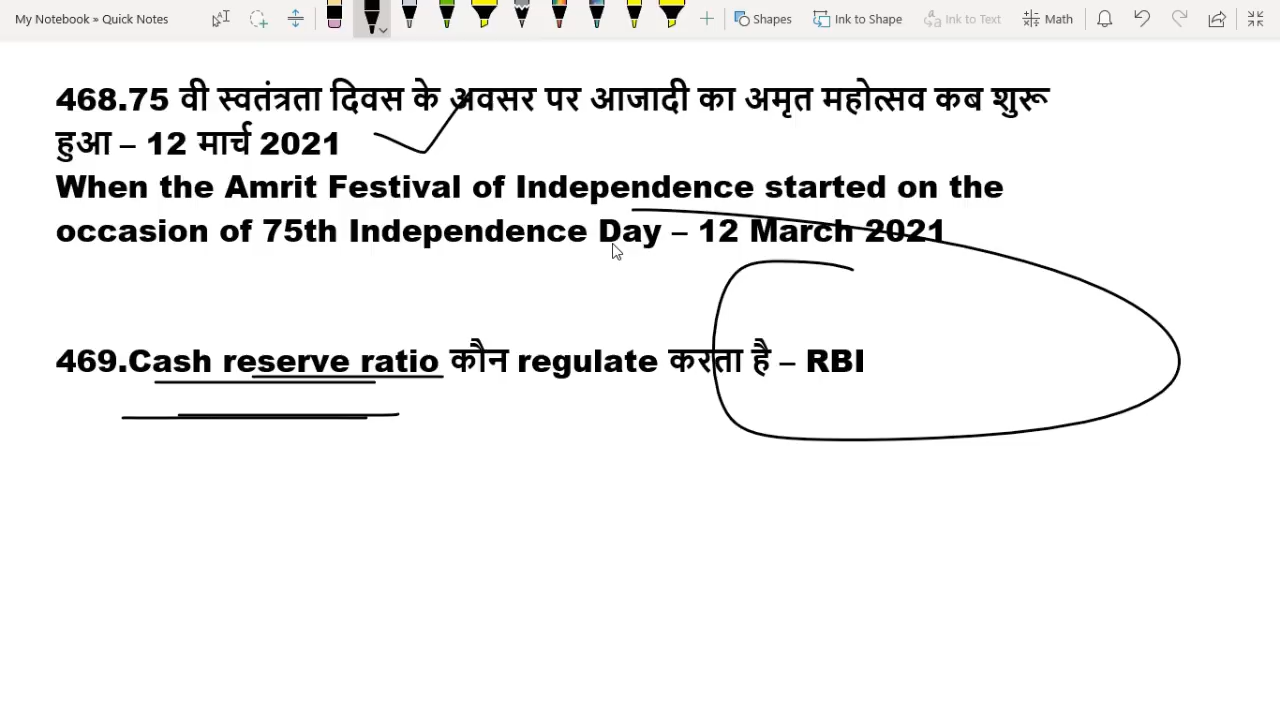 My Notebook » Quick Notes
Shapes
Ink to Shape
Ink to Text
Math
468.75 वी स्वतंत्रता दिवस के अवसर पर आजादी का अमृत महोत्सव कब शुरू
हुआ – 12 मार्च 2021
When the Amrit Festival of Independence started on the
occasion of 75th Independence Day – 12 March 2021
469.Cash reserve ratio कौन regulate करता है – RBI